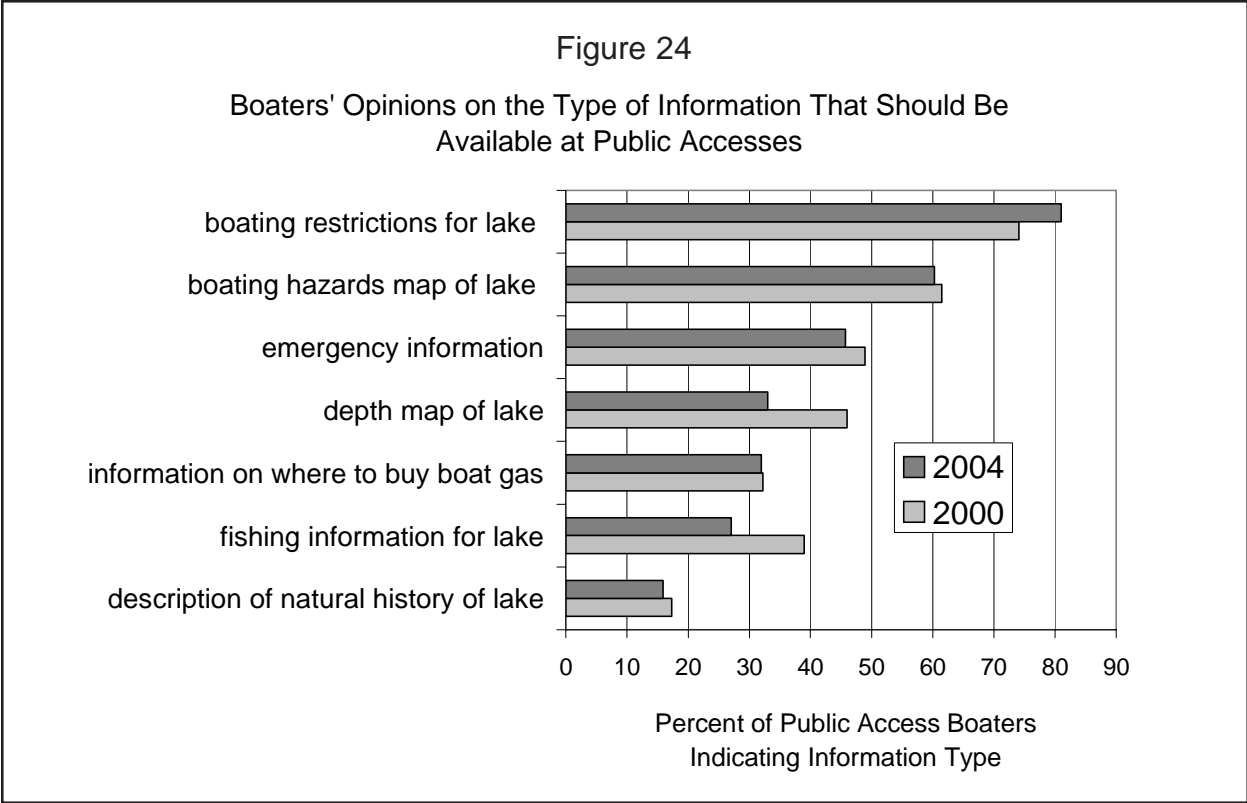 Figure 24
Boaters' Opinions on the Type of Information That Should Be
Available at Public Accesses
boating restrictions for lake
boating hazards map of lake
emergency information
depth map of lake
information on where to buy boat gas
fishing information for lake
description of natural history of lake
2004
2000
0 10 20 30 40 50 60 70 80 90
Percent of Public Access Boaters
Indicating Information Type